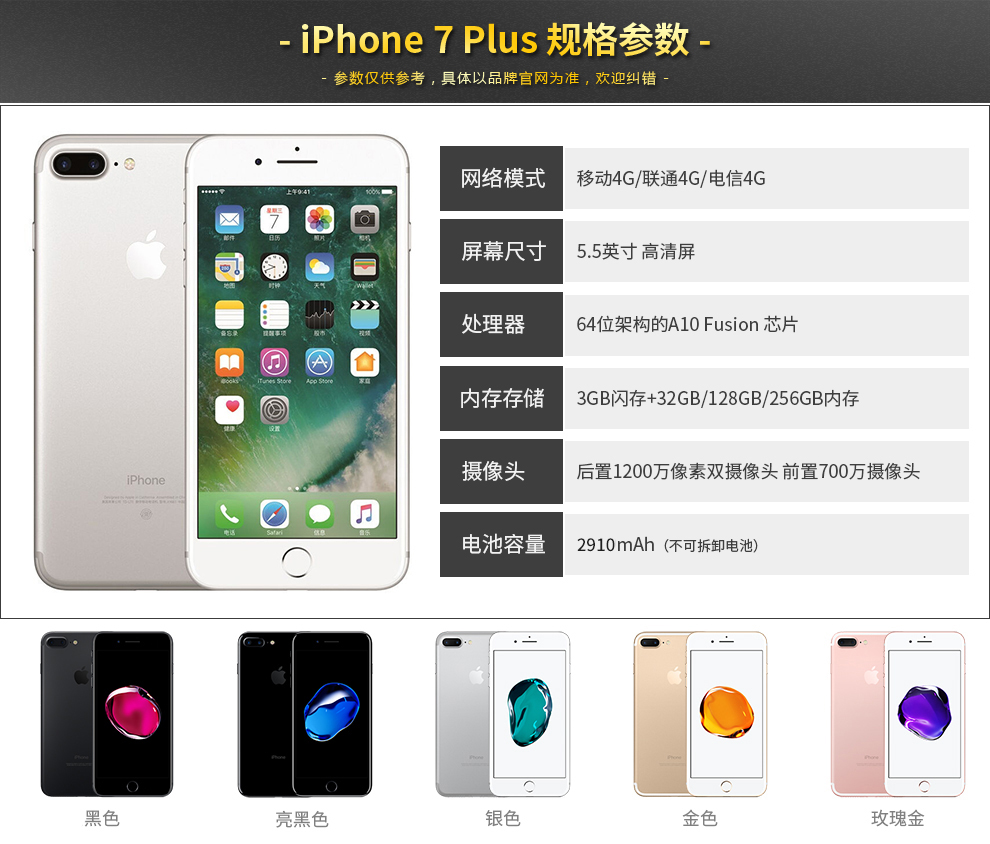 - iPhone 7 Plus 规格参数 -
- 参数仅供参考，具体以品牌官网为准，欢迎纠错 -
上午9:41
100%
星期三
7
邮件
日历
照片
相机
地图
时钟
天气
Wallet
备忘录
提醒事项
股市
视频
iBooks
iTunes Store
App Store
家庭
健康
设置
电话
Safari
信息
音乐
iPhone
网络模式
移动4G/联通4G/电信4G
屏幕尺寸
5.5英寸 高清屏
处理器
64位架构的A10 Fusion 芯片
内存存储
3GB闪存+32GB/128GB/256GB内存
摄像头
后置1200万像素双摄像头 前置700万摄像头
电池容量
2910mAh（不可拆卸电池）
黑色
亮黑色
银色
金色
玫瑰金